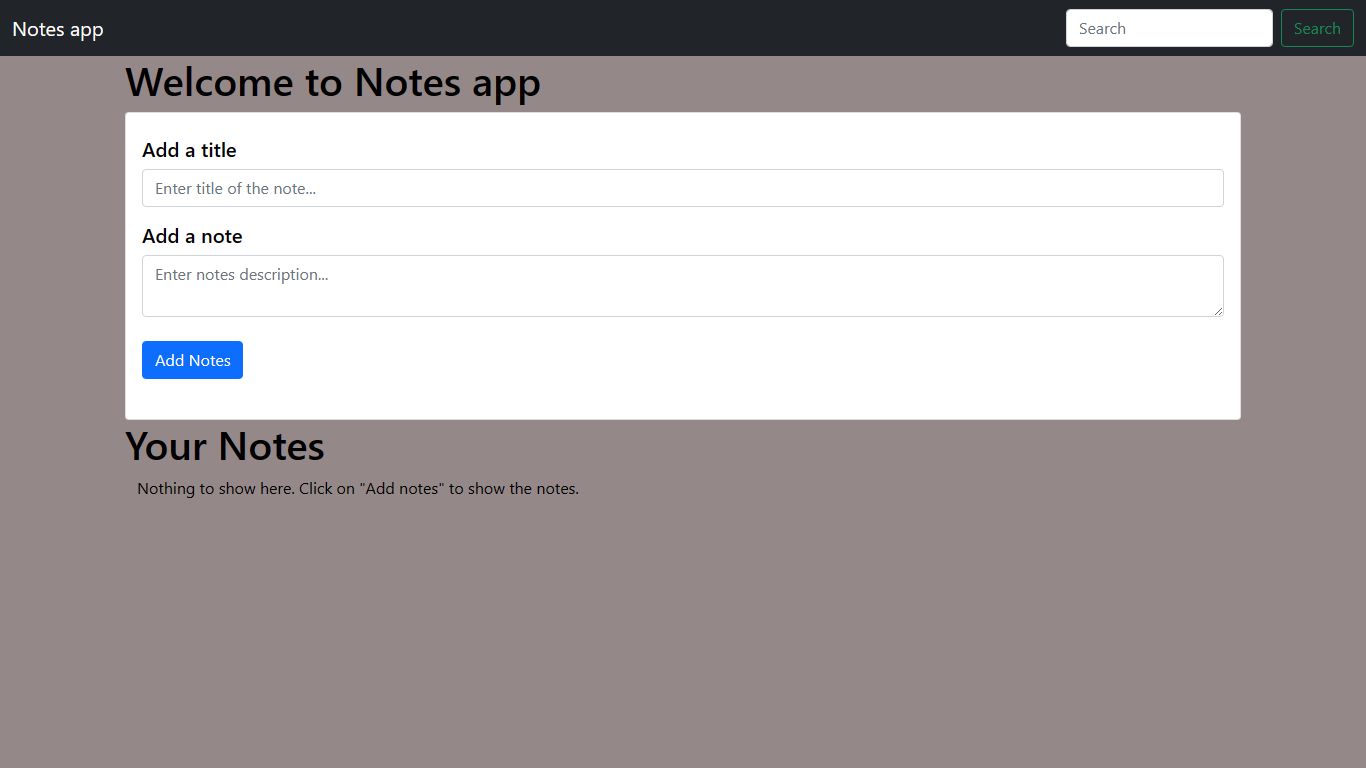 Notes app
Search
Search
Welcome to Notes app
Add a title
Enter title of the note...
Add a note
Enter notes description...
Add Notes
Your Notes
Nothing to show here. Click on "Add notes" to show the notes.